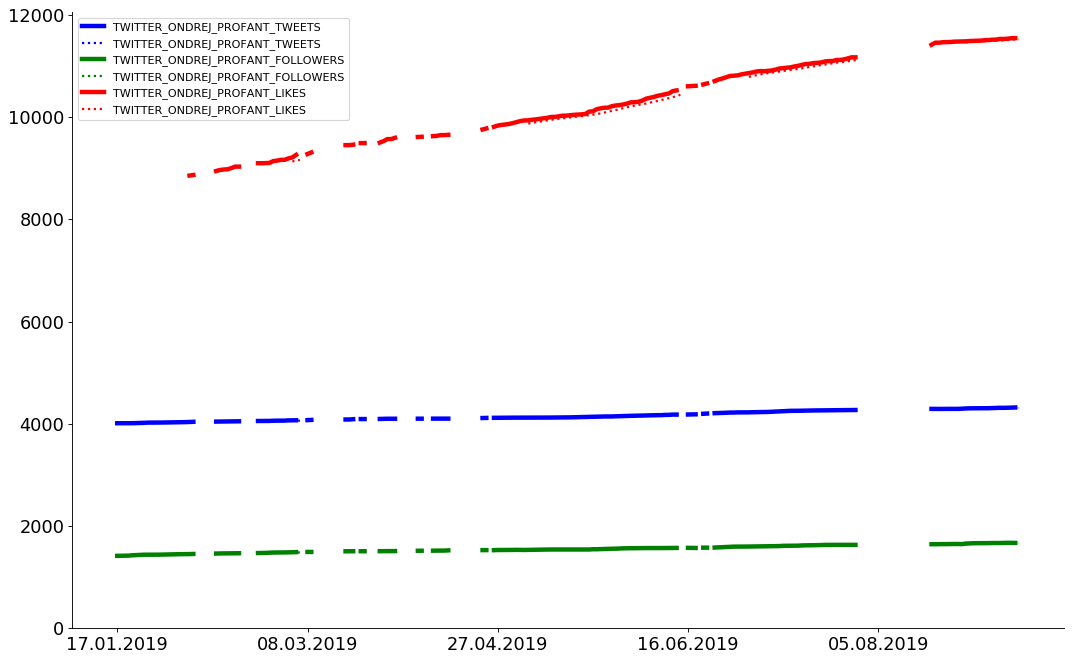 12000
10000
8000
6000
4000
2000
0
TWITTER_ONDREJ_PROFANT_TWEETS
TWITTER_ONDREJ_PROFANT_TWEETS
TWITTER_ONDREJ_PROFANT_FOLLOWERS
TWITTER_ONDREJ_PROFANT_FOLLOWERS
TWITTER_ONDREJ_PROFANT_LIKES
TWITTER_ONDREJ_PROFANT_LIKES
17.01.2019 08.03.2019 27.04.2019 16.06.2019 05.08.2019